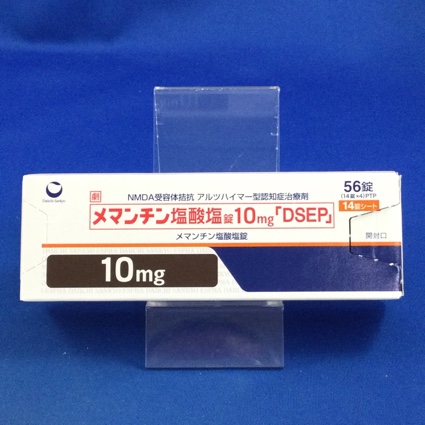 劇
NMDA受容体拮抗 アルツハイマー型認知症治療剤
メマンチン塩酸塩錠10mg「DSEP」
メマンチン塩酸塩錠
56錠
(14錠×4)PTP
14錠シート
開封口
10mg